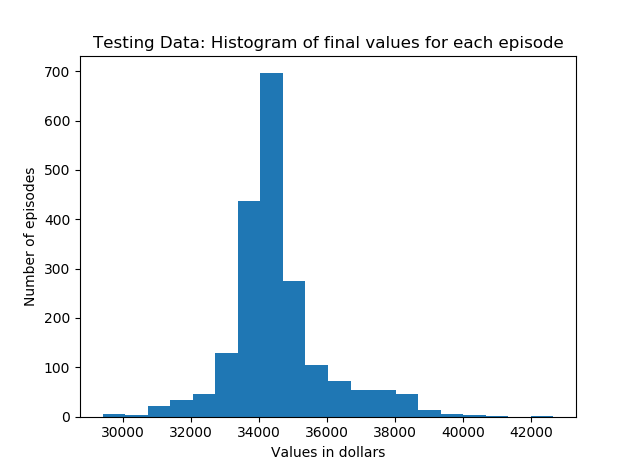 Testing Data: Histogram of final values for each episode
700
600
500
400
300
200
100
0
Number of episodes
30000 32000 34000 36000 38000 40000 42000
Values in dollars